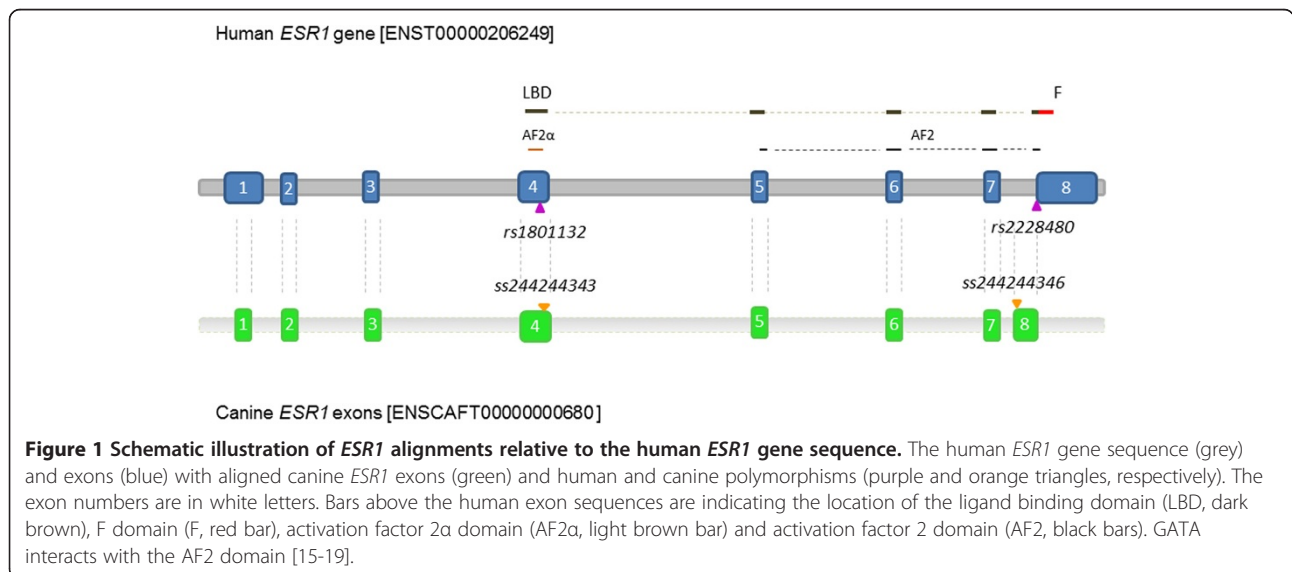 Human ESR1 gene [ENST00000206249]
LBD F
AF2α AF2
1 2 3 4 5 6 7 8
rs1801132 rs2228480
ss244244343 ss244244346
1 2 3 4 5 6 7 8
Canine ESR1 exons [ENSCAFT00000000680]
Figure 1 Schematic illustration of ESR1 alignments relative to the human ESR1 gene sequence. The human ESR1 gene sequence (grey)
and exons (blue) with aligned canine ESR1 exons (green) and human and canine polymorphisms (purple and orange triangles, respectively). The
exon numbers are in white letters. Bars above the human exon sequences are indicating the location of the ligand binding domain (LBD, dark
brown), F domain (F, red bar), activation factor 2α domain (AF2α, light brown bar) and activation factor 2 domain (AF2, black bars). GATA
interacts with the AF2 domain [15-19].